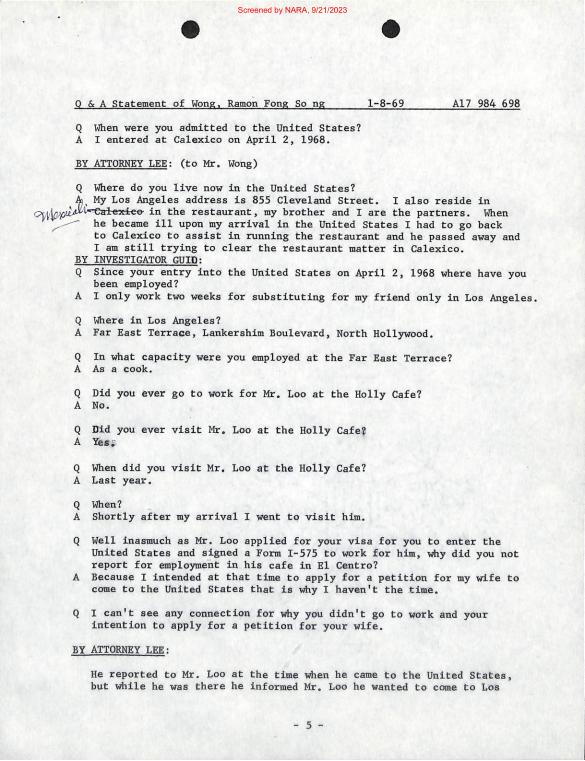 Screened by NARA, 9/21/2023
Q & A Statement of Wong, Ramon Fong So ng 1-8-69 A17 984 698
Q When were you admitted to the United States?
A I entered at Calexico on April 2, 1968.
BY ATTORNEY LEE: (to Mr. Wong)
Q Where do you live now in the United States?
A My Los Angeles address is 855 Cleveland Street. I also reside in
Mexicali Calexico in the restaurant, my brother and I are the partners. When
he became ill upon my arrival in the United States I had to go back
to Calexico to assist in running the restaurant and he passed away and
I am still trying to clear the restaurant matter in Calexico.
BY INVESTIGATOR GUID:
Q Since your entry into the United States on April 2, 1968 where have you
been employed?
A I only work two weeks for substituting for my friend only in Los Angeles.
Q Where in Los Angeles?
A Far East Terrace, Lankershim Boulevard, North Hollywood.
Q In what capacity were you employed at the Far East Terrace?
A As a cook.
Q Did you ever go to work for Mr. Loo at the Holly Cafe?
A No.
Q Did you ever visit Mr. Loo at the Holly Cafe?
A Yes.
Q When did you visit Mr. Loo at the Holly Cafe?
A Last year.
Q When?
A Shortly after my arrival I went to visit him.
Q Well inasmuch as Mr. Loo applied for your visa for you to enter the
United States and signed a Form I-575 to work for him, why did you not
report for employment in his cafe in El Centro?
A Because I intended at that time to apply for a petition for my wife to
come to the United States that is why I haven't the time.
Q I can't see any connection for why you didn't go to work and your
intention to apply for a petition for your wife.
BY ATTORNEY LEE:
He reported to Mr. Loo at the time when he came to the United States,
but while he was there he informed Mr. Loo he wanted to come to Los
- 5 -